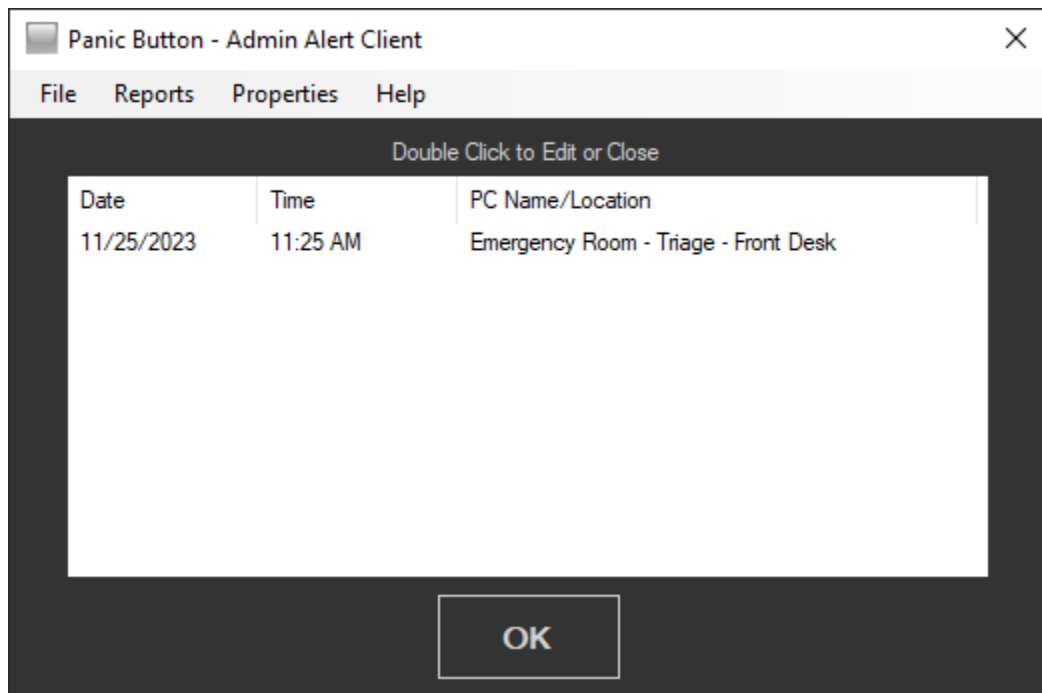 Panic Button - Admin Alert Client
File Reports Properties Help
Double Click to Edit or Close
Date Time PC Name/Location
11/25/2023 11:25 AM Emergency Room - Triage - Front Desk
OK